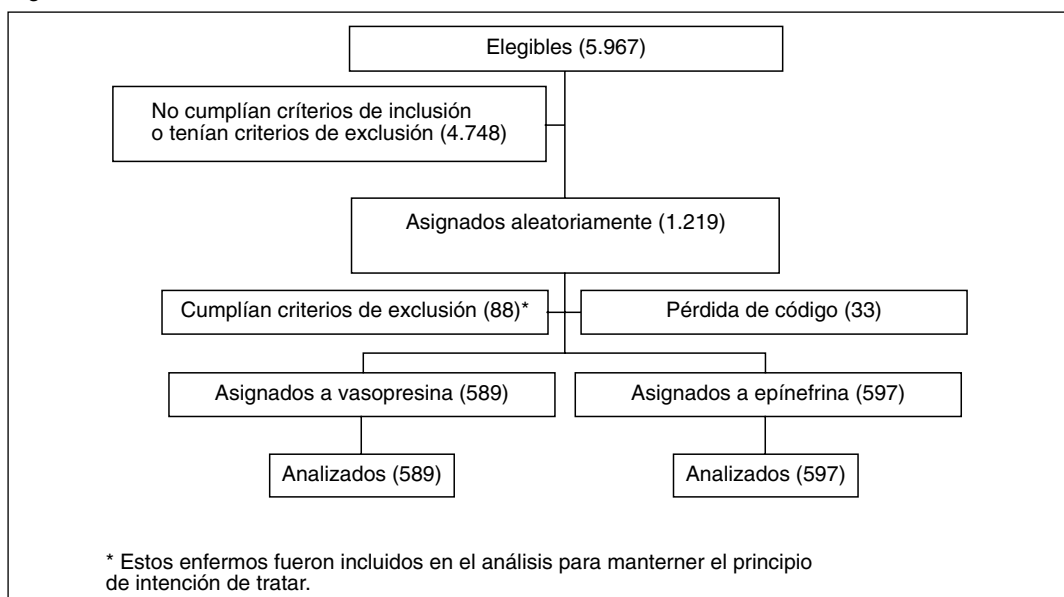 Elegibles (5.967)
No cumplían críterios de inclusión
o tenían criterios de exclusión (4.748)
Asignados aleatoriamente (1.219)
Cumplían criterios de exclusión (88)*
Pérdida de código (33)
Asignados a vasopresina (589)
Asignados a epínefrina (597)
Analizados (589)
Analizados (597)
* Estos enfermos fueron incluidos en el análisis para manterner el principio
de intención de tratar.